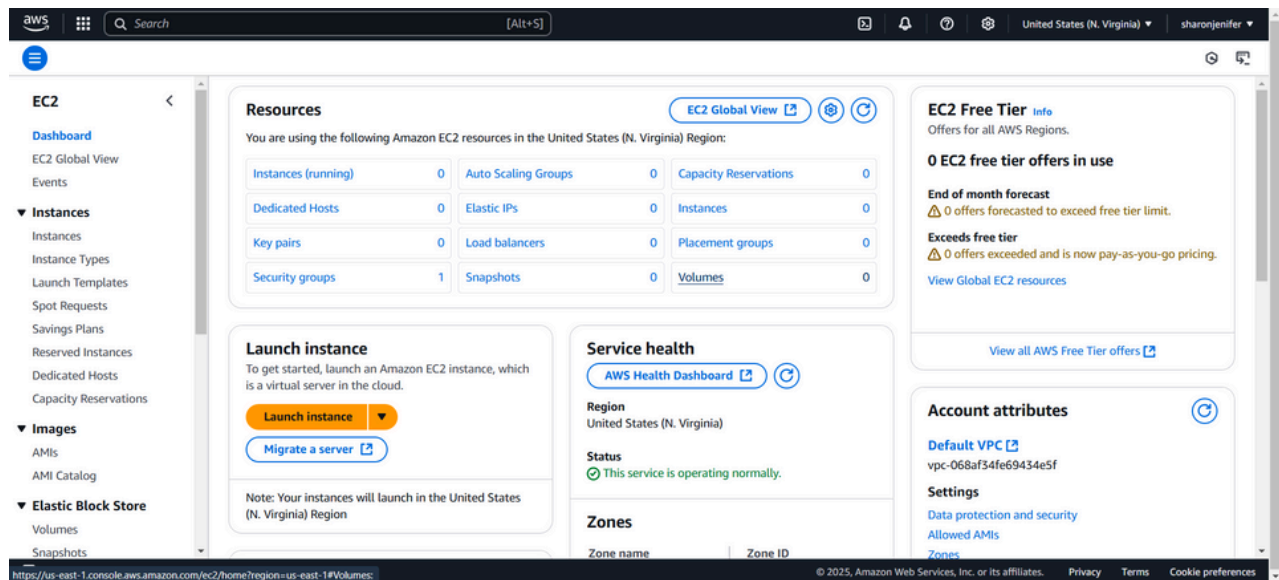 aws
Search [Alt+S]
United States (N. Virginia) ▼ sharonjenifer ▼
EC2
Dashboard
EC2 Global View
Events
▼ Instances
Instances
Instance Types
Launch Templates
Spot Requests
Savings Plans
Reserved Instances
Dedicated Hosts
Capacity Reservations
▼ Images
AMIs
AMI Catalog
▼ Elastic Block Store
Volumes
Snapshots
Resources
EC2 Global View
You are using the following Amazon EC2 resources in the United States (N. Virginia) Region:
Instances (running) 0 Auto Scaling Groups 0 Capacity Reservations 0
Dedicated Hosts 0 Elastic IPs 0 Instances 0
Key pairs 0 Load balancers 0 Placement groups 0
Security groups 1 Snapshots 0 Volumes 0
Launch instance
To get started, launch an Amazon EC2 instance, which
is a virtual server in the cloud.
Launch instance ▼
Migrate a server
Note: Your instances will launch in the United States
(N. Virginia) Region
Service health
AWS Health Dashboard
Region
United States (N. Virginia)
Status
This service is operating normally.
Zones
Zone name Zone ID
EC2 Free Tier Info
Offers for all AWS Regions.
0 EC2 free tier offers in use
End of month forecast
0 offers forecasted to exceed free tier limit.
Exceeds free tier
0 offers exceeded and is now pay-as-you-go pricing.
View Global EC2 resources
View all AWS Free Tier offers
Account attributes
Default VPC
vpc-068af34fe69434e5f
Settings
Data protection and security
Allowed AMIs
Zones
https://us-east-1.console.aws.amazon.com/ec2/home?region=us-east-1#Volumes:
© 2025, Amazon Web Services, Inc. or its affiliates. Privacy Terms Cookie preferences